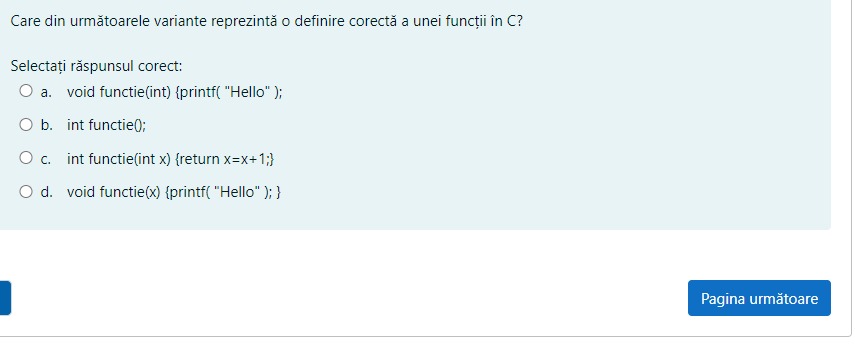 Care din următoarele variante reprezintă o definire corectă a unei funcții în C?
Selectați răspunsul corect:
a. void functie(int) {printf( "Hello" );
b. int functie();
c. int functie(int x) {return x=x+1;}
d. void functie(x) {printf( "Hello" ); }
Pagina următoare